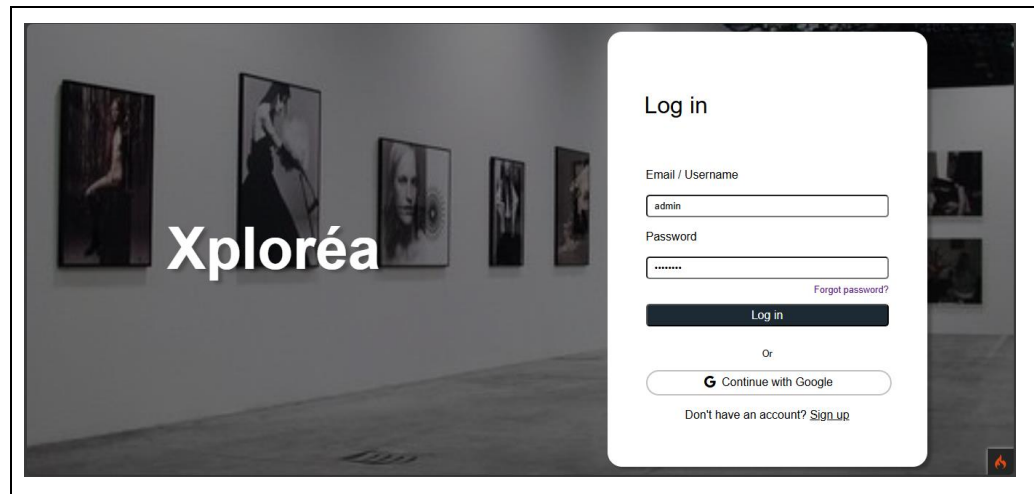 Xploréa
Log in
Email / Username
admin
Password
••••••••
Forgot password?
Log in
Or
G Continue with Google
Don't have an account? Sign up